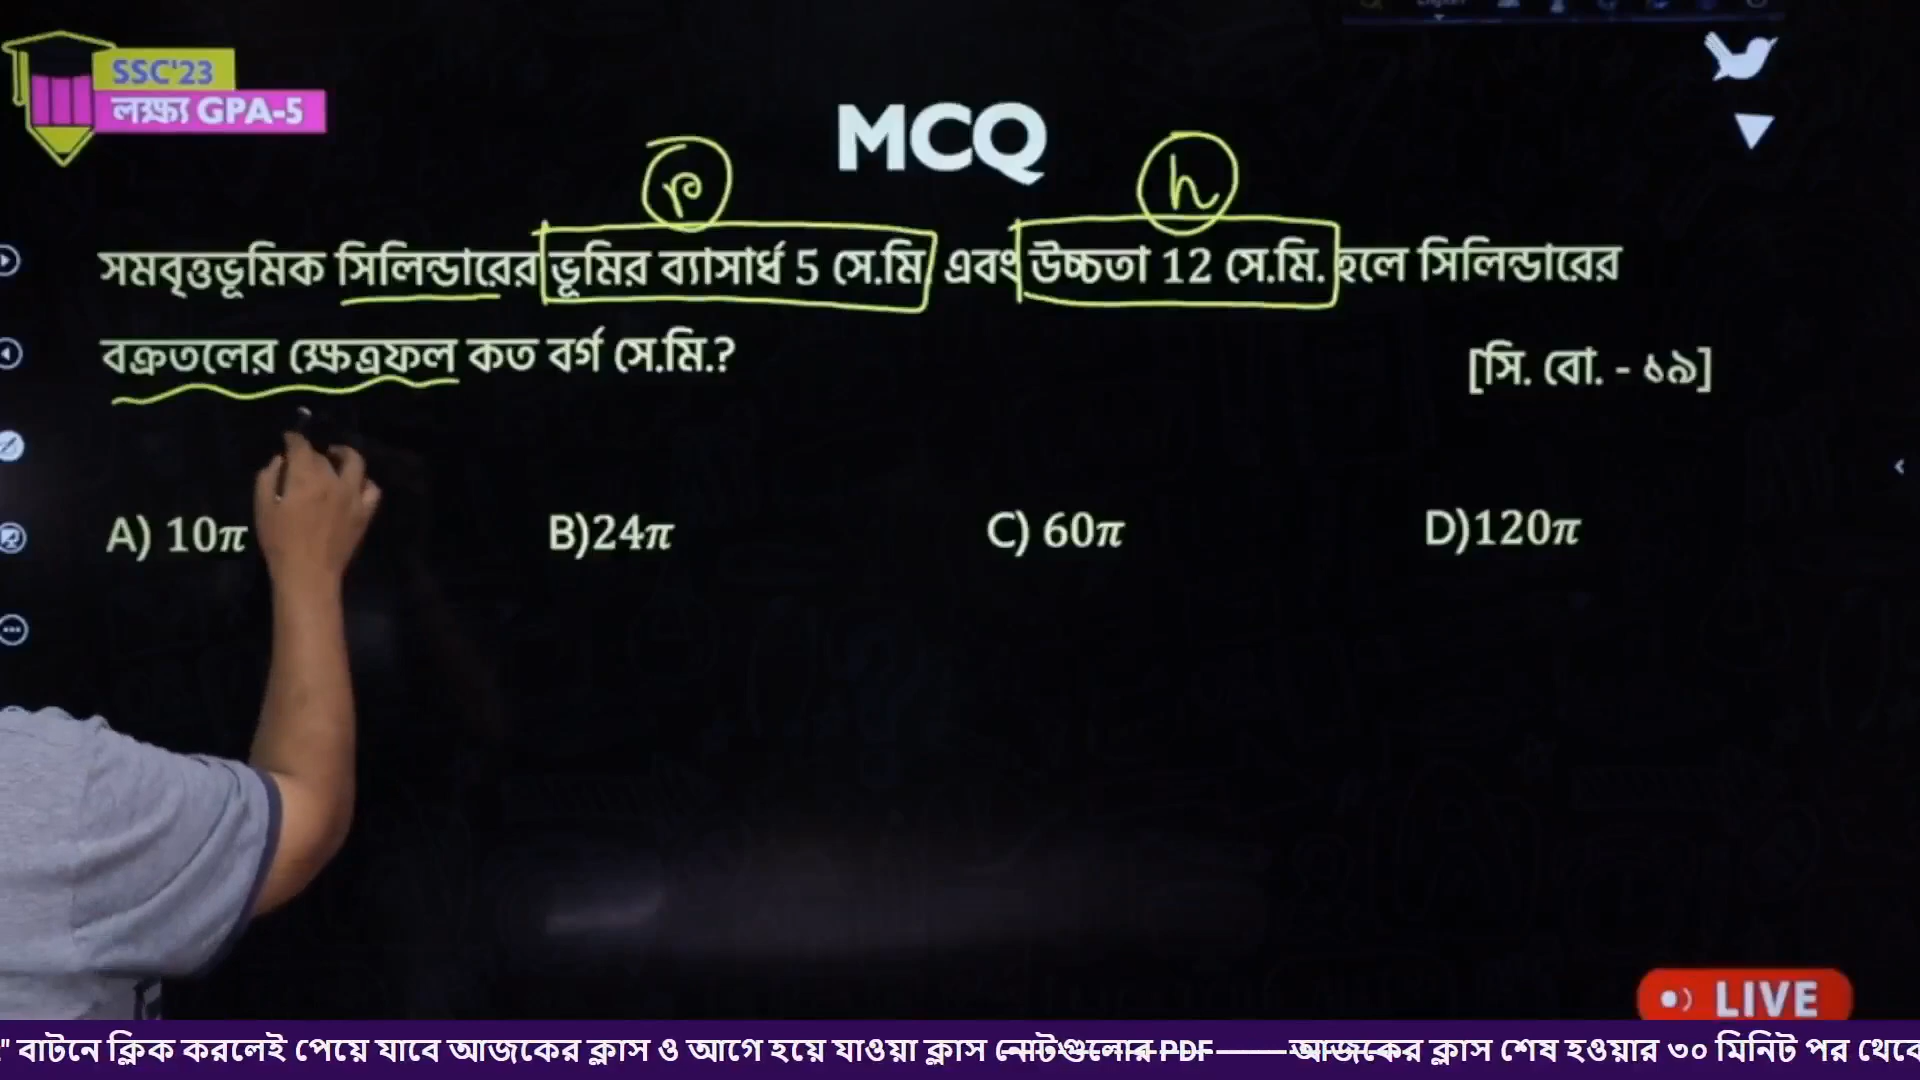 SSC'23
লক্ষ্য GPA-5
MCQ
r
h
সমবৃত্তভূমিক সিলিন্ডারের ভূমির ব্যাসার্ধ 5 সে.মি. এবং উচ্চতা 12 সে.মি. হলে সিলিন্ডারের
বক্রতলের ক্ষেত্রফল কত বর্গ সে.মি.?
[সি. বো. - ১৯]
A) 10π
B)24π
C) 60π
D)120π
LIVE
" বাটনে ক্লিক করলেই পেয়ে যাবে আজকের ক্লাস ও আগে হয়ে যাওয়া ক্লাস নোটগুলোর PDF ——— আজকের ক্লাস শেষ হওয়ার ৩০ মিনিট পর থেকে